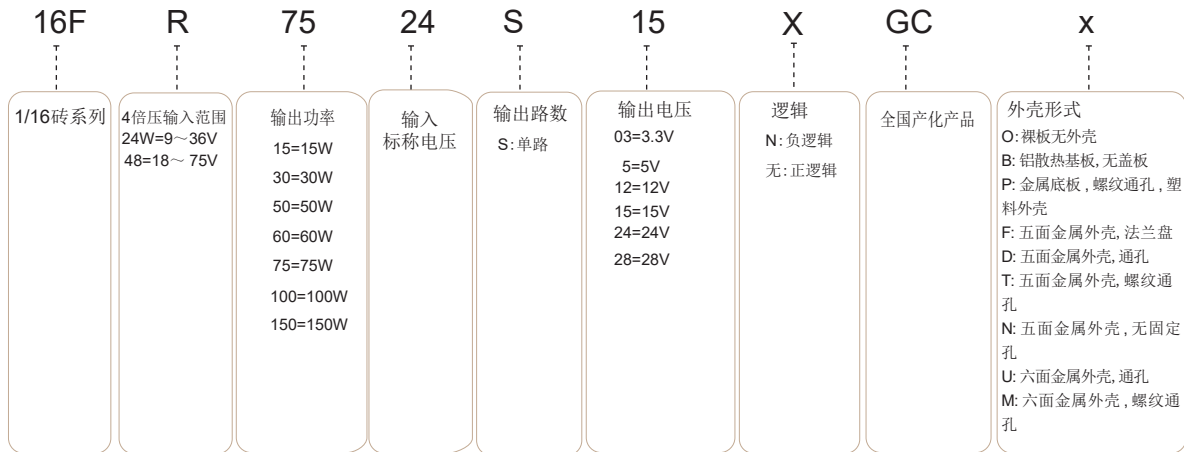 16F R 75 24 S 15 X GC x
1/16砖系列
4倍压输入范围
24W=9～36V
48=18～ 75V
输出功率
15=15W
30=30W
50=50W
60=60W
75=75W
100=100W
150=150W
输入
标称电压
输出路数
S:单路
输出电压
03=3.3V
5=5V
12=12V
15=15V
24=24V
28=28V
逻辑
N:负逻辑
无:正逻辑
全国产化产品
外壳形式
O:裸板无外壳
B: 铝散热基板,无盖板
P: 金属底板 , 螺纹通孔 , 塑
料外壳
F: 五面金属外壳, 法兰盘
D: 五面金属外壳, 通孔
T: 五面金属外壳, 螺纹通
孔
N: 五面金属外壳 , 无固定
孔
U: 六面金属外壳, 通孔
M: 六面金属外壳 , 螺纹通
孔